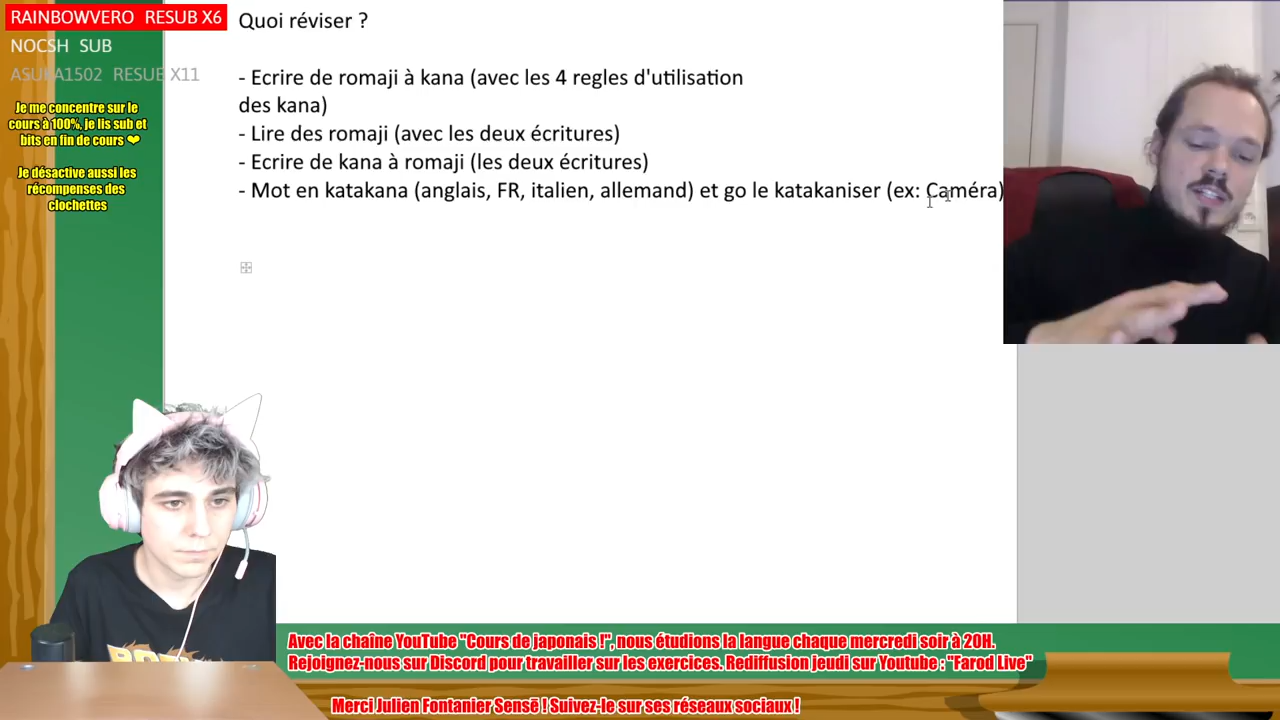 RAINBOWVERO RESUB X6
NOCSH SUB
ASUKA1502 RESUB X11
Je me concentre sur le
cours à 100%, je lis sub et
bits en fin de cours ❤
Je désactive aussi les
récompenses des
clochettes
Quoi réviser ?
- Ecrire de romaji à kana (avec les 4 regles d'utilisation
des kana)
- Lire des romaji (avec les deux écritures)
- Ecrire de kana à romaji (les deux écritures)
- Mot en katakana (anglais, FR, italien, allemand) et go le katakaniser (ex: Caméra)
Avec la chaîne YouTube "Cours de japonais !", nous étudions la langue chaque mercredi soir à 20H.
Rejoignez-nous sur Discord pour travailler sur les exercices. Rediffusion jeudi sur Youtube : "Farod Live"
Merci Julien Fontanier Sensē ! Suivez-le sur ses réseaux sociaux !